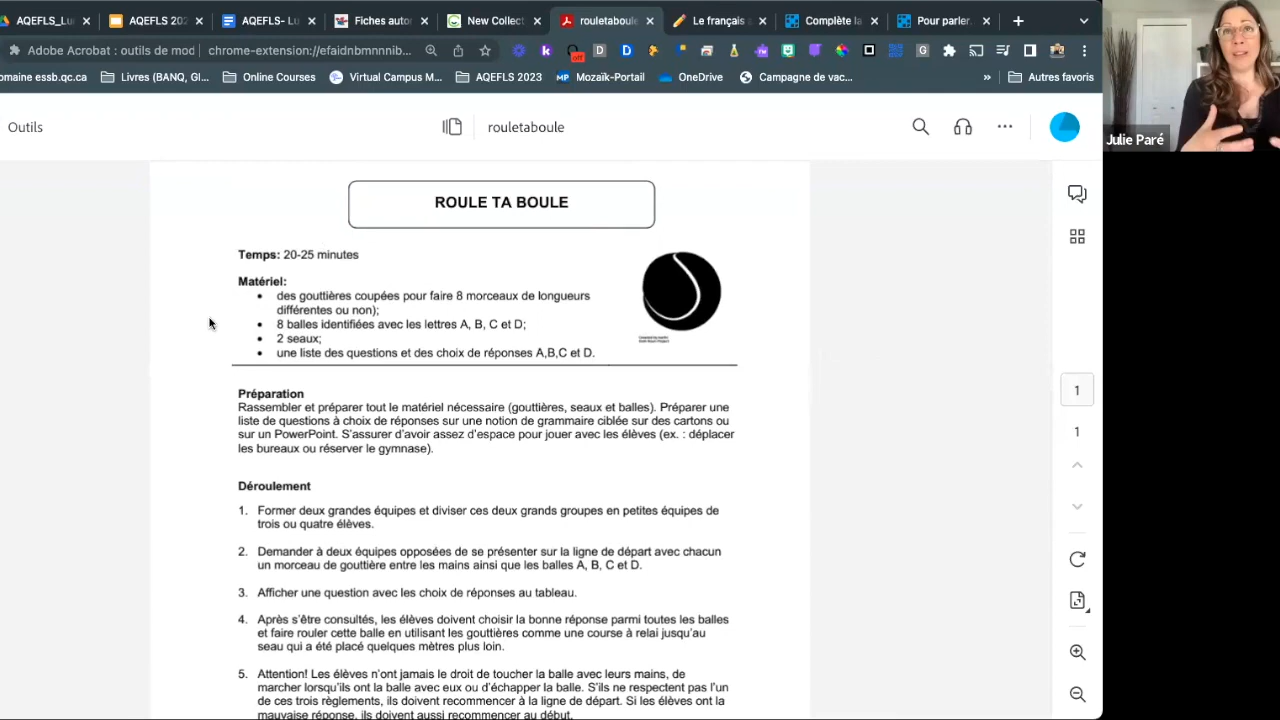 AQEFLS_Lu
AQEFLS 202
AQEFLS- Lu
Fiches autor
New Collect
rouletaboule
Le français
Complète la
Pour parler
Adobe Acrobat : outils de mod
chrome-extension://efaidnbmnnnib...
off
omaine essb.qc.ca
Livres (BANQ, GI...
Online Courses
Virtual Campus M...
AQEFLS 2023
MP Mozaïk-Portail
OneDrive
Campagne de vac...
»
Autres favoris
Outils
rouletaboule
Julie Paré
ROULE TA BOULE
Temps: 20-25 minutes
Matériel:
• des gouttières coupées pour faire 8 morceaux de longueurs
différentes ou non);
• 8 balles identifiées avec les lettres A, B, C et D;
• 2 seaux;
• une liste des questions et des choix de réponses A,B,C et D.
Préparation
Rassembler et préparer tout le matériel nécessaire (gouttières, seaux et balles). Préparer une
liste de questions à choix de réponses sur une notion de grammaire ciblée sur des cartons ou
sur un PowerPoint. S'assurer d'avoir assez d'espace pour jouer avec les élèves (ex. : déplacer
les bureaux ou réserver le gymnase).
Déroulement
1. Former deux grandes équipes et diviser ces deux grands groupes en petites équipes de
trois ou quatre élèves.
2. Demander à deux équipes opposées de se présenter sur la ligne de départ avec chacun
un morceau de gouttière entre les mains ainsi que les balles A, B, C et D.
3. Afficher une question avec les choix de réponses au tableau.
4. Après s'être consultés, les élèves doivent choisir la bonne réponse parmi toutes les balles
et faire rouler cette balle en utilisant les gouttières comme une course à relai jusqu'au
seau qui a été placé quelques mètres plus loin.
5. Attention! Les élèves n'ont jamais le droit de toucher la balle avec leurs mains, de
marcher lorsqu'ils ont la balle avec eux ou d'échapper la balle. S'ils ne respectent pas l'un
de ces trois règlements, ils doivent recommencer à la ligne de départ. Si les élèves ont la
mauvaise réponse, ils doivent aussi recommencer au début.
1
1